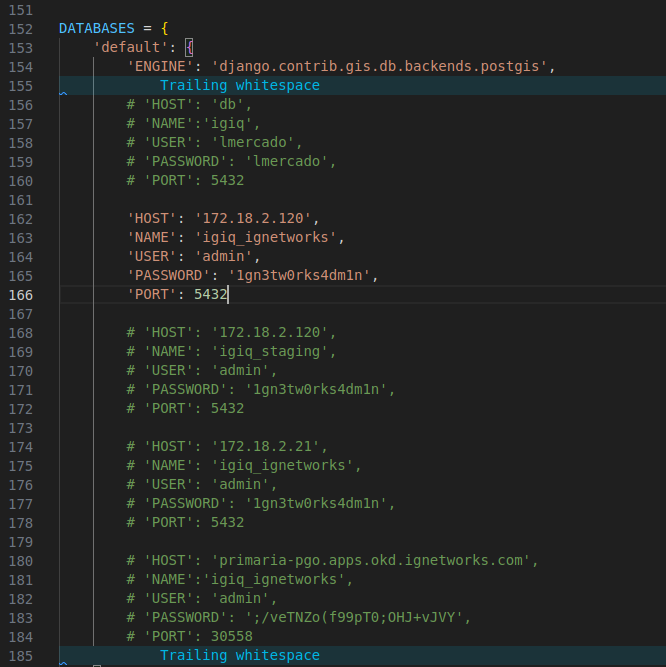 151
152 DATABASES = {
153 'default': {
154 'ENGINE': 'django.contrib.gis.db.backends.postgis',
155 Trailing whitespace
156 # 'HOST': 'db',
157 # 'NAME':'igiq',
158 # 'USER': 'lmercado',
159 # 'PASSWORD': 'lmercado',
160 # 'PORT': 5432
161
162 'HOST': '172.18.2.120',
163 'NAME': 'igiq_ignetworks',
164 'USER': 'admin',
165 'PASSWORD': '1gn3tw0rks4dm1n',
166 'PORT': 5432
167
168 # 'HOST': '172.18.2.120',
169 # 'NAME': 'igiq_staging',
170 # 'USER': 'admin',
171 # 'PASSWORD': '1gn3tw0rks4dm1n',
172 # 'PORT': 5432
173
174 # 'HOST': '172.18.2.21',
175 # 'NAME': 'igiq_ignetworks',
176 # 'USER': 'admin',
177 # 'PASSWORD': '1gn3tw0rks4dm1n',
178 # 'PORT': 5432
179
180 # 'HOST': 'primaria-pgo.apps.okd.ignetworks.com',
181 # 'NAME':'igiq_ignetworks',
182 # 'USER': 'admin',
183 # 'PASSWORD': ';/veTNZo(f99pT0;OHJ+vJVY',
184 # 'PORT': 30558
185 Trailing whitespace